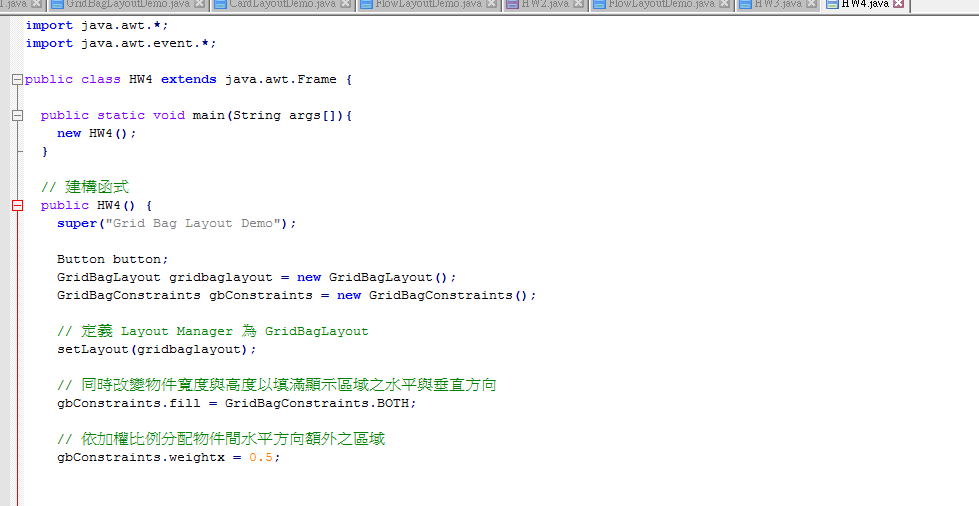 1.java GridBagLayoutDemo.java CardLayoutDemo.java FlowLayoutDemo.java HW2.java FlowLayoutDemo.java HW3.java HW4.java
import java.awt.*;
import java.awt.event.*;
public class HW4 extends java.awt.Frame {
public static void main(String args[]){
new HW4();
}
// 建構函式
public HW4() {
super("Grid Bag Layout Demo");
Button button;
GridBagLayout gridbaglayout = new GridBagLayout();
GridBagConstraints gbConstraints = new GridBagConstraints();
// 定義 Layout Manager 為 GridBagLayout
setLayout(gridbaglayout);
// 同時改變物件寬度與高度以填滿顯示區域之水平與垂直方向
gbConstraints.fill = GridBagConstraints.BOTH;
// 依加權比例分配物件間水平方向額外之區域
gbConstraints.weightx = 0.5;